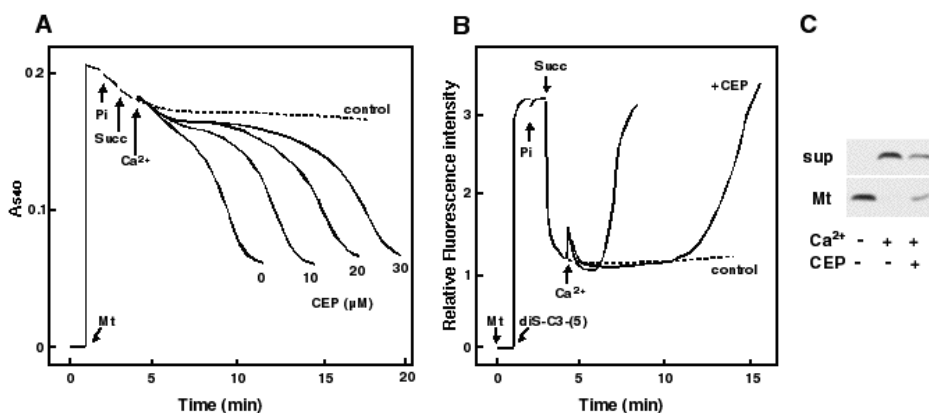 A
A₅₄₀
0.2
0.1
0
Pi
Succ
Ca²⁺
control
Mt
0
10
20
30
CEP (µM)
0
5
10
15
20
Time (min)
B
Relative Fluorescence intensity
3
2
1
0
Succ
+CEP
Pi
Ca²⁺
control
Mt
diS-C3-(5)
0
5
10
15
Time (min)
C
sup
Mt
Ca²⁺ - + +
CEP - - +